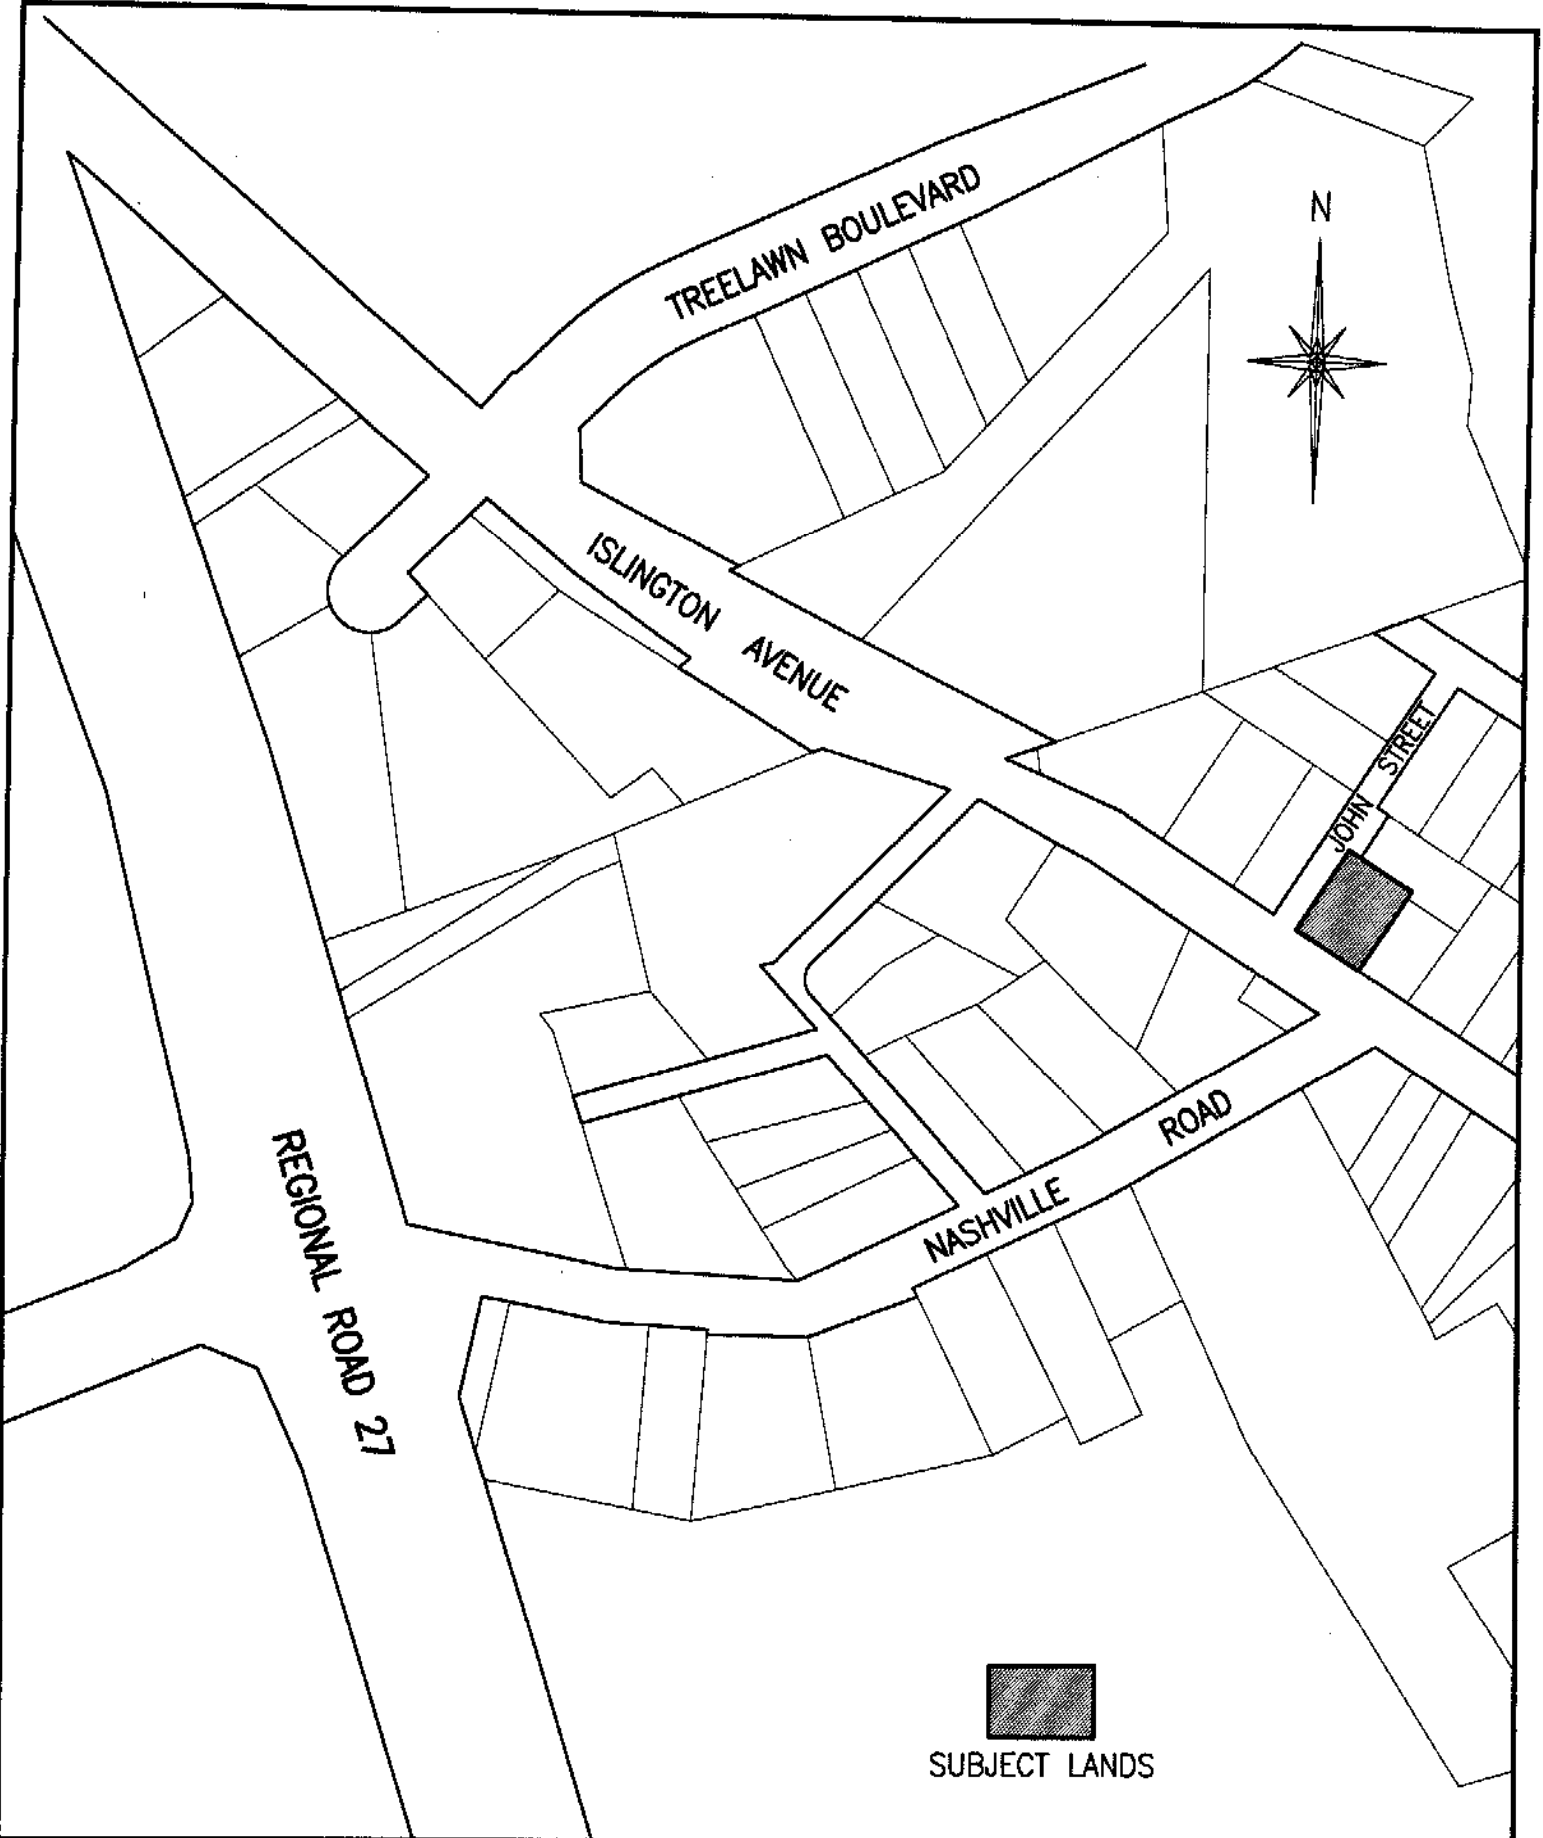 TREELAWN BOULEVARD
N
ISLINGTON AVENUE
JOHN STREET
REGIONAL ROAD 27
NASHVILLE ROAD
SUBJECT LANDS